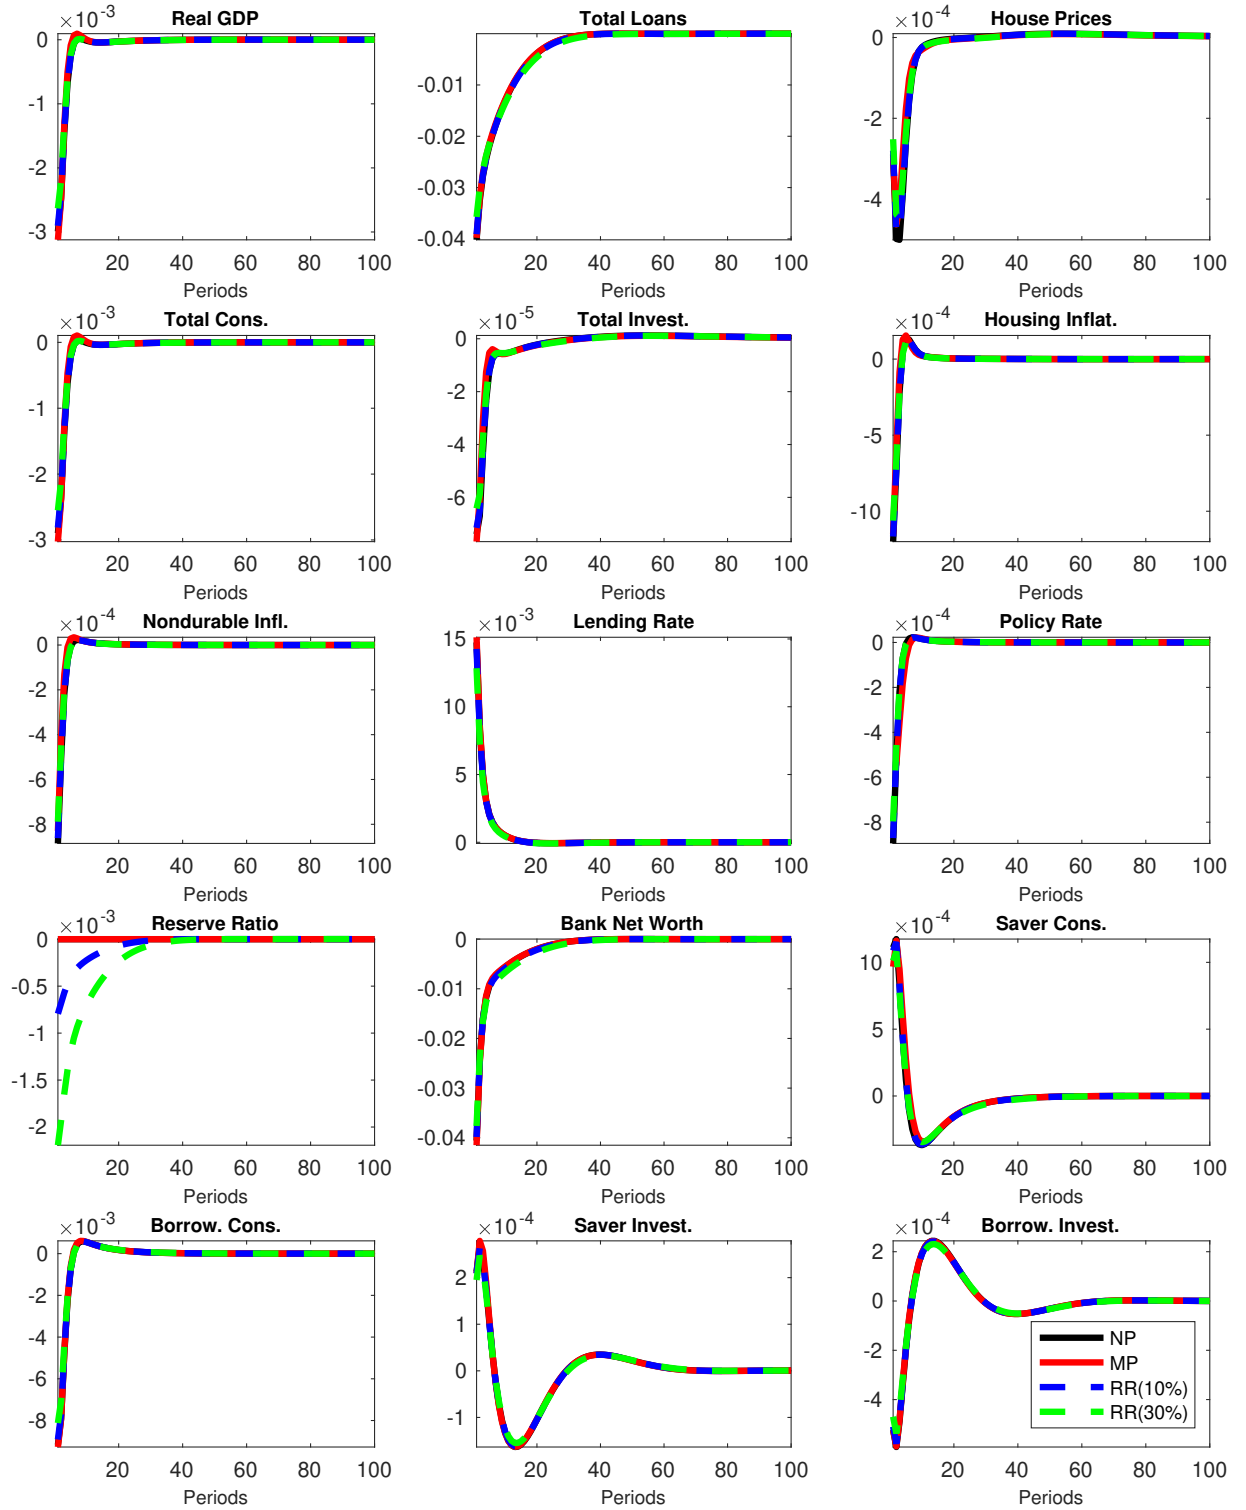 ×10⁻³ Real GDP
0
-1
-2
-3
20 40 60 80 100
Periods
Total Loans
-0.01
-0.02
-0.03
-0.04
20 40 60 80 100
Periods
×10⁻⁴ House Prices
0
-2
-4
20 40 60 80 100
Periods
×10⁻³ Total Cons.
0
-1
-2
-3
20 40 60 80 100
Periods
×10⁻⁵ Total Invest.
0
-2
-4
-6
20 40 60 80 100
Periods
×10⁻⁴ Housing Inflat.
0
-5
-10
20 40 60 80 100
Periods
×10⁻⁴ Nondurable Infl.
0
-2
-4
-6
-8
20 40 60 80 100
Periods
×10⁻³ Lending Rate
15
10
5
0
20 40 60 80 100
Periods
×10⁻⁴ Policy Rate
0
-2
-4
-6
-8
20 40 60 80 100
Periods
×10⁻³ Reserve Ratio
0
-0.5
-1
-1.5
-2
20 40 60 80 100
Periods
Bank Net Worth
0
-0.01
-0.02
-0.03
-0.04
20 40 60 80 100
Periods
×10⁻⁴ Saver Cons.
10
5
0
20 40 60 80 100
Periods
×10⁻³ Borrow. Cons.
0
-2
-4
-6
-8
20 40 60 80 100
Periods
×10⁻⁴ Saver Invest.
2
1
0
-1
20 40 60 80 100
Periods
×10⁻⁴ Borrow. Invest.
2
0
-2
-4
NP
MP
RR(10%)
RR(30%)
20 40 60 80 100
Periods